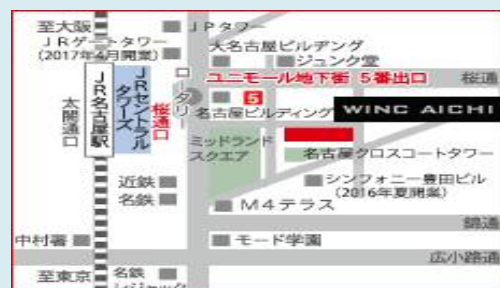 至大阪
JPタワー
JRゲートタワー
(2017年4月開業)
大名古屋ビルヂング
ジュンク堂
ユニモール地下街 5番出口
桜通
JR名古屋駅
JRセントラル
タワーズ
桜通口
ロータリー
太閤通口
5
名古屋ビルディング
WINC AICHI
ミッドランド
スクエア
名古屋クロスコートタワー
近鉄
シンフォニー豊田ビル
(2016年夏開業)
名鉄
M4テラス
錦通
中村署
モード学園
広小路通
至東京
名鉄